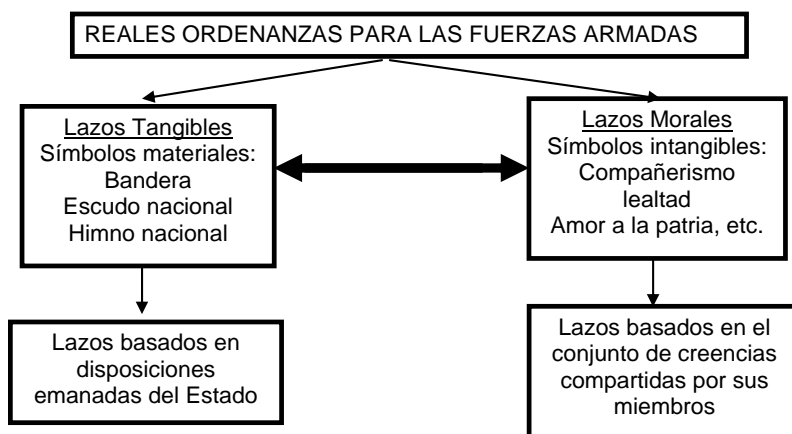 REALES ORDENANZAS PARA LAS FUERZAS ARMADAS
Lazos Tangibles
Símbolos materiales:
Bandera
Escudo nacional
Himno nacional
Lazos Morales
Símbolos intangibles:
Compañerismo
lealtad
Amor a la patria, etc.
Lazos basados en
disposiciones
emanadas del Estado
Lazos basados en el
conjunto de creencias
compartidas por sus
miembros